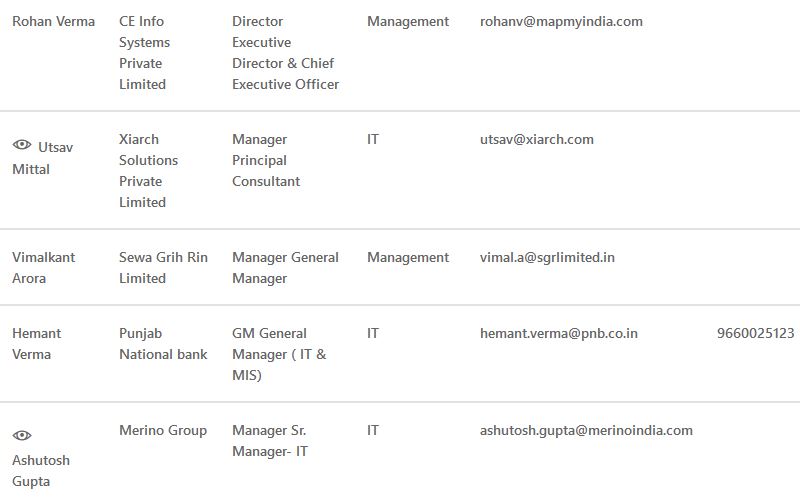 Rohan Verma CE Info Director Management rohanv@mapmyindia.com
Systems Executive
Private Director & Chief
Limited Executive Officer
Utsav Xiarch Manager IT utsav@xiarch.com
Mittal Solutions Principal
Private Consultant
Limited
Vimalkant Sewa Grih Rin Manager General Management vimal.a@sgrlimited.in
Arora Limited Manager
Hemant Punjab GM General IT hemant.verma@pnb.co.in 9660025123
Verma National bank Manager ( IT &
MIS)
Merino Group Manager Sr. IT ashutosh.gupta@merinoindia.com
Ashutosh Manager- IT
Gupta